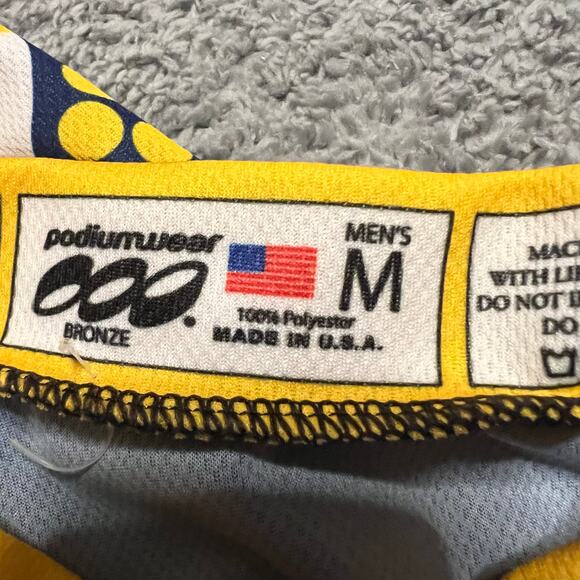 podiumwear
BRONZE
MEN'S
M
100% Polyester
MADE IN U.S.A.
MAC
WITH LI
DO NOT
DO